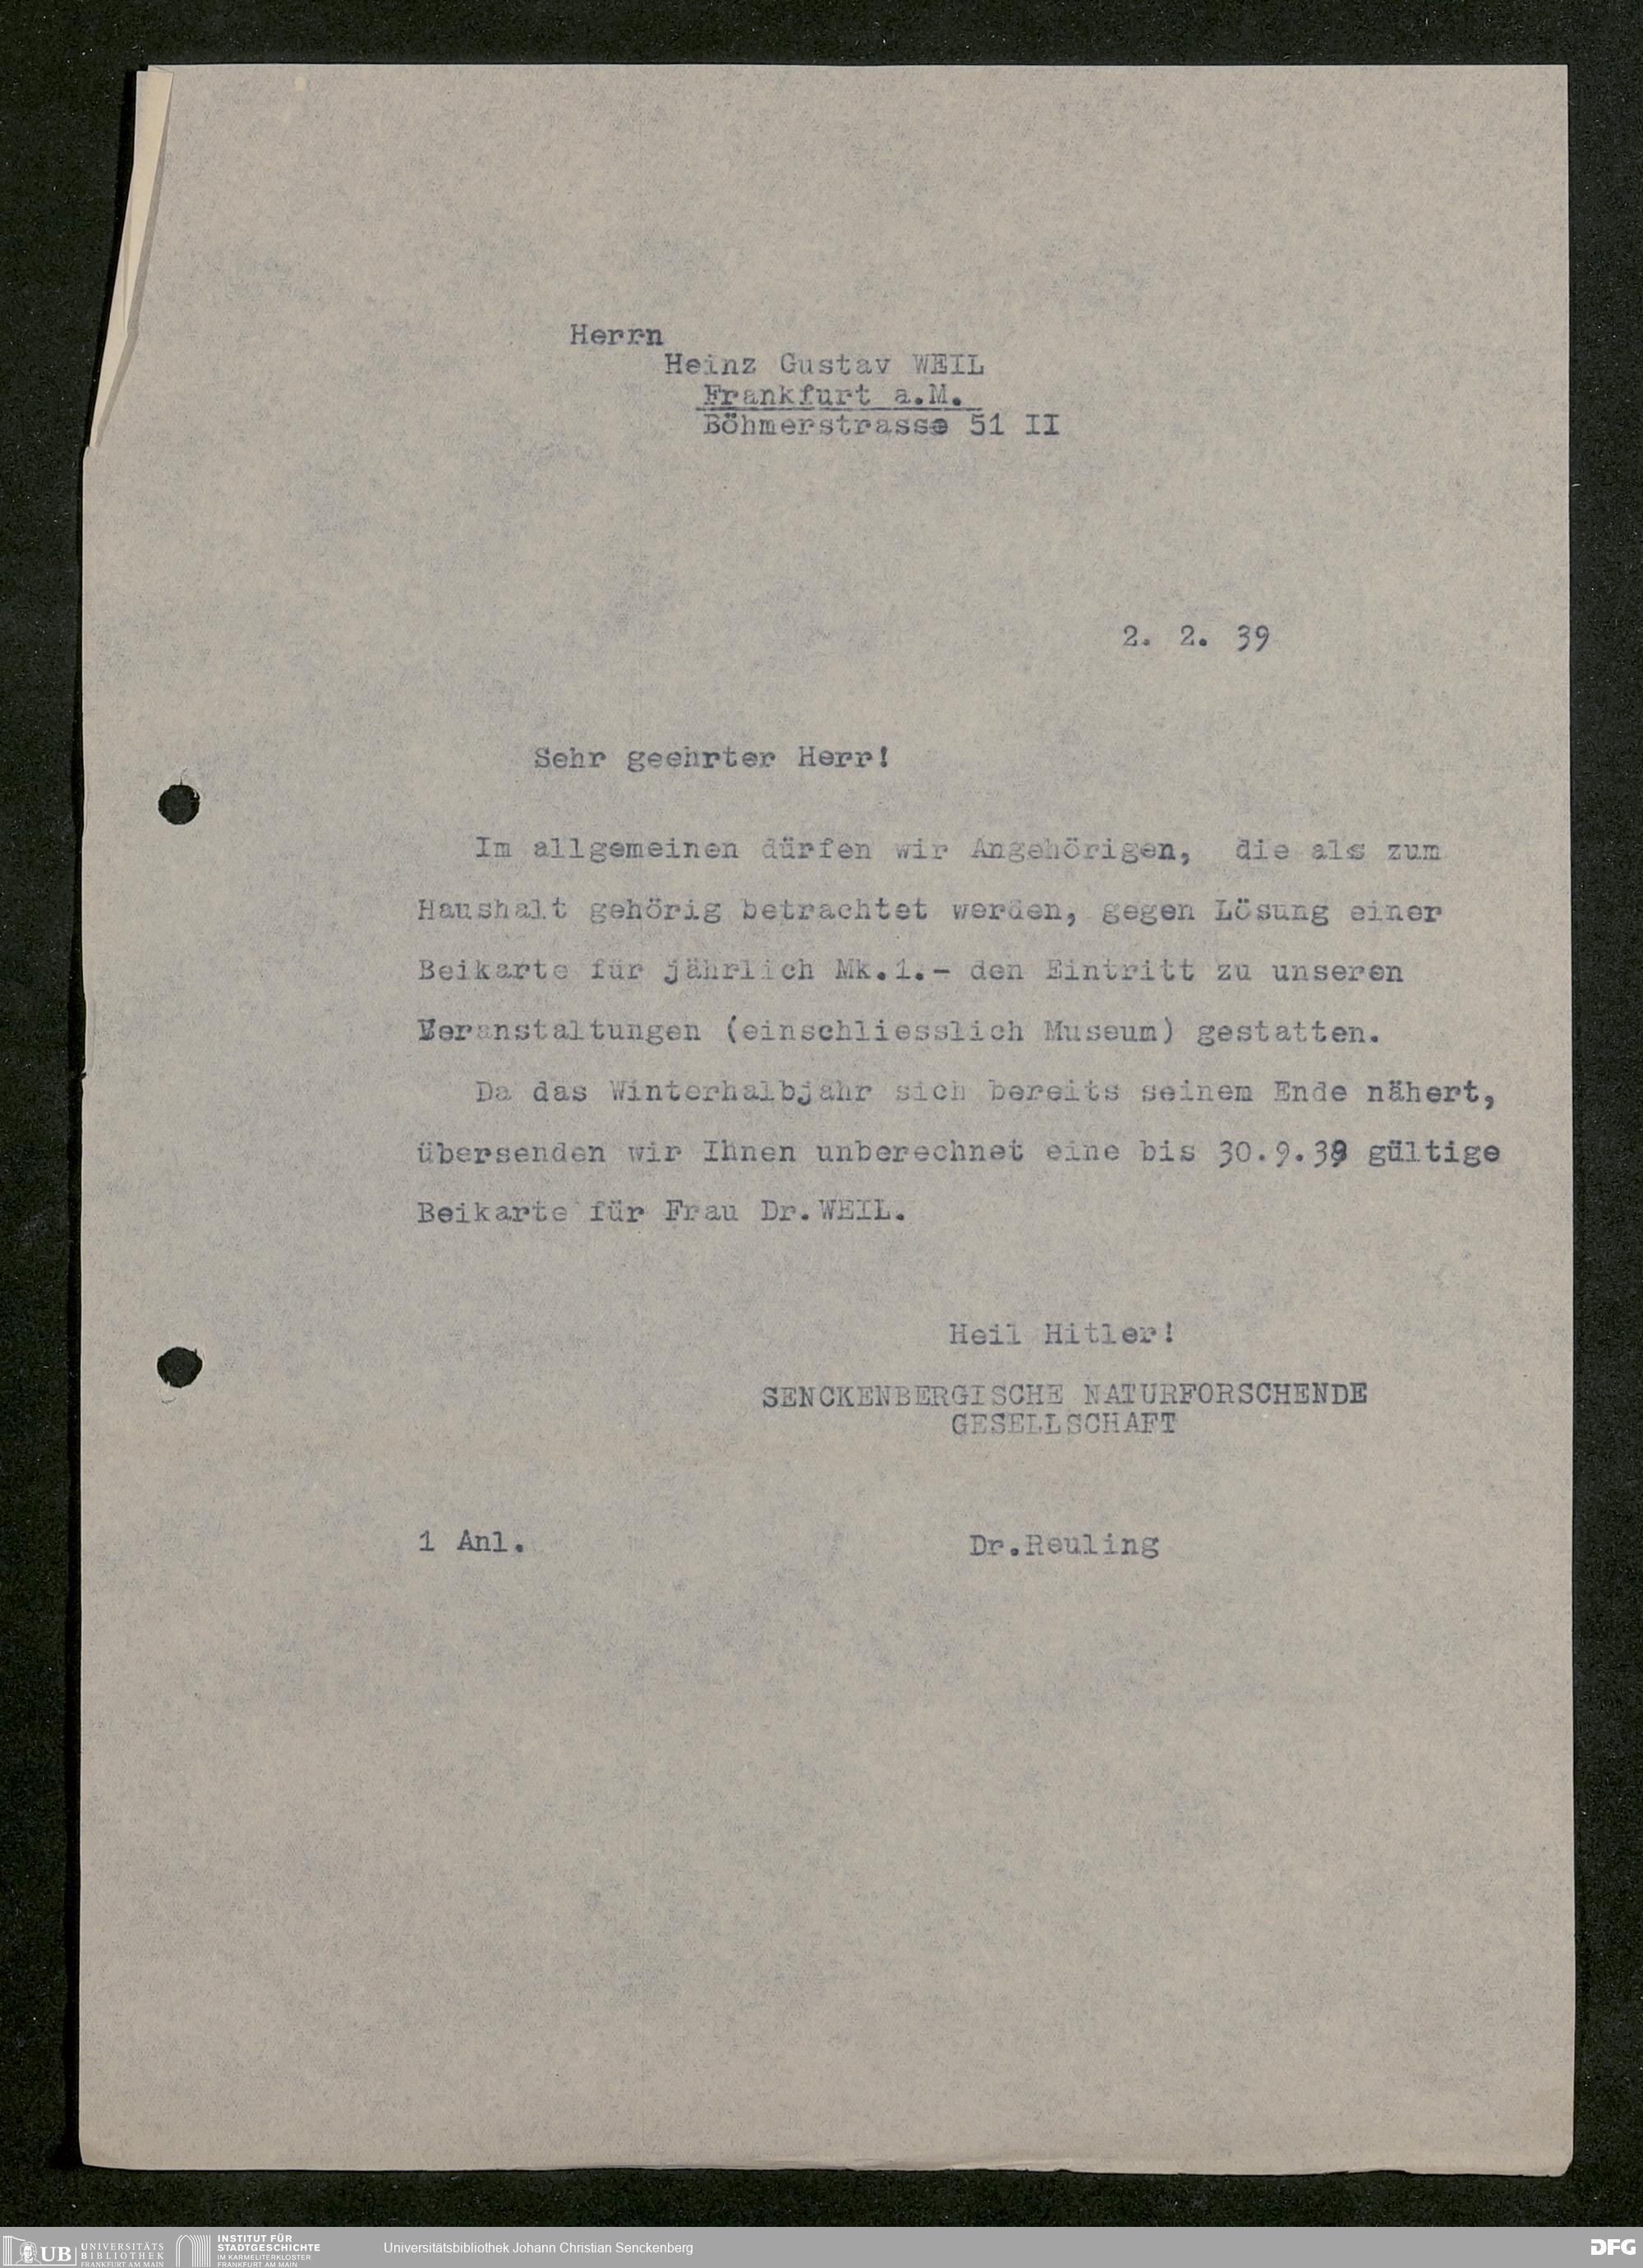 Herrn
Heinz Gustav WEIL
Frankfurt a.M.
Böhmerstrasse 51 II
2. 2. 39
Sehr geehrter Herr!
Im allgemeinen dürfen wir Angehörigen, die als zum
Haushalt gehörig betrachtet werden, gegen Lösung einer
Beikarte für jährlich Mk.1.- den Eintritt zu unseren
Veranstaltungen (einschliesslich Museum) gestatten.
Da das Winterhalbjahr sich bereits seinem Ende nähert,
übersenden wir Ihnen unberechnet eine bis 30.9.39 gültige
Beikarte für Frau Dr.WEIL.
Heil Hitler!
SENCKENBERGISCHE NATURFORSCHENDE
GESELLSCHAFT
1 Anl. Dr.Reuling
UB UNIVERSITÄTS
BIBLIOTHEK
FRANKFURT AM MAIN
INSTITUT FÜR
STADTGESCHICHTE
IM KARMELITERKLOSTER
FRANKFURT AM MAIN
Universitätsbibliothek Johann Christian Senckenberg
DFG